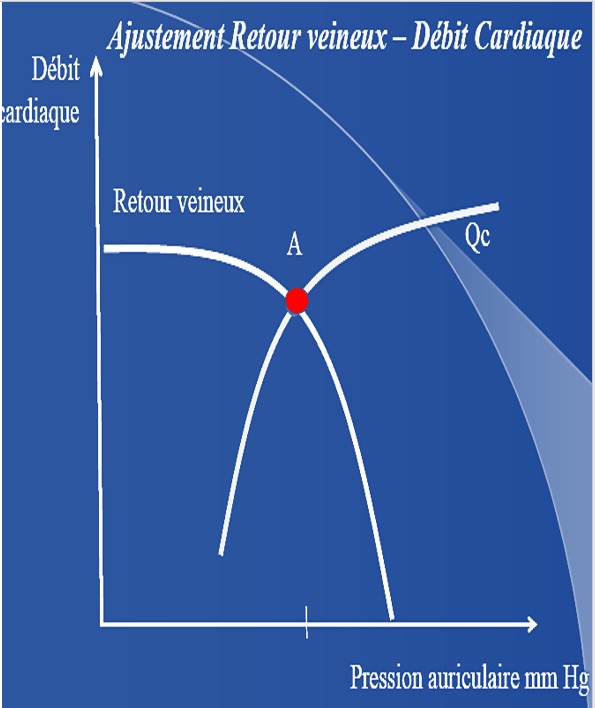 Ajustement Retour veineux – Débit Cardiaque
Débit
cardiaque
Retour veineux
A
Qc
Pression auriculaire mm Hg